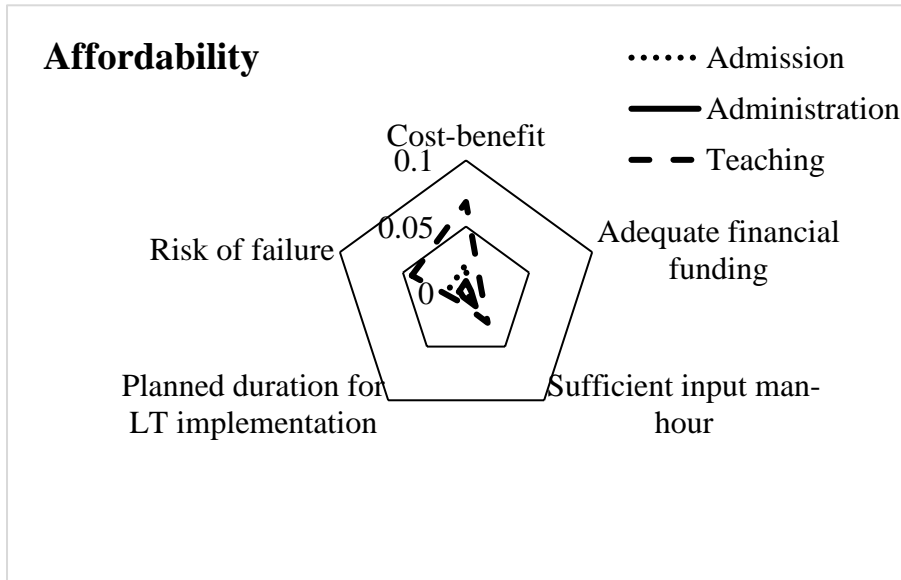 Affordability
Admission
Administration
Teaching
Cost-benefit
0.1
0.05
0
Adequate financial
funding
Sufficient input man-
hour
Planned duration for
LT implementation
Risk of failure